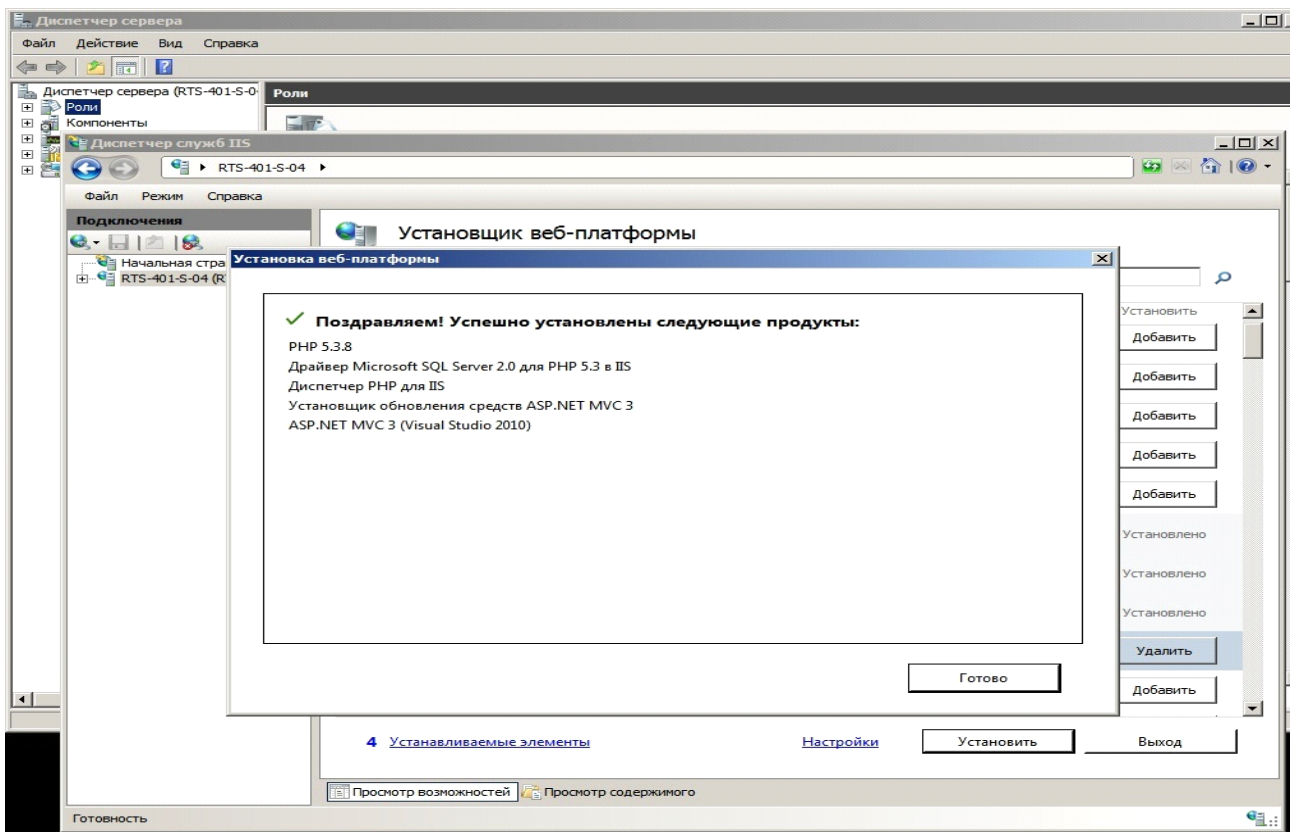 Диспетчер сервера
Файл Действие Вид Справка
Диспетчер сервера (RTS-401-S-0
Роли
Роли
Компоненты
Диспетчер служб IIS
RTS-401-S-04
Файл Режим Справка
Подключения
Установщик веб-платформы
Начальная стра
RTS-401-S-04 (R
Установка веб-платформы
Поздравляем! Успешно установлены следующие продукты:
PHP 5.3.8
Драйвер Microsoft SQL Server 2.0 для PHP 5.3 в IIS
Диспетчер PHP для IIS
Установщик обновления средств ASP.NET MVC 3
ASP.NET MVC 3 (Visual Studio 2010)
Готово
Установить
Добавить
Добавить
Добавить
Добавить
Добавить
Установлено
Установлено
Установлено
Удалить
Добавить
4 Устанавливаемые элементы Настройки Установить Выход
Просмотр возможностей Просмотр содержимого
Готовность